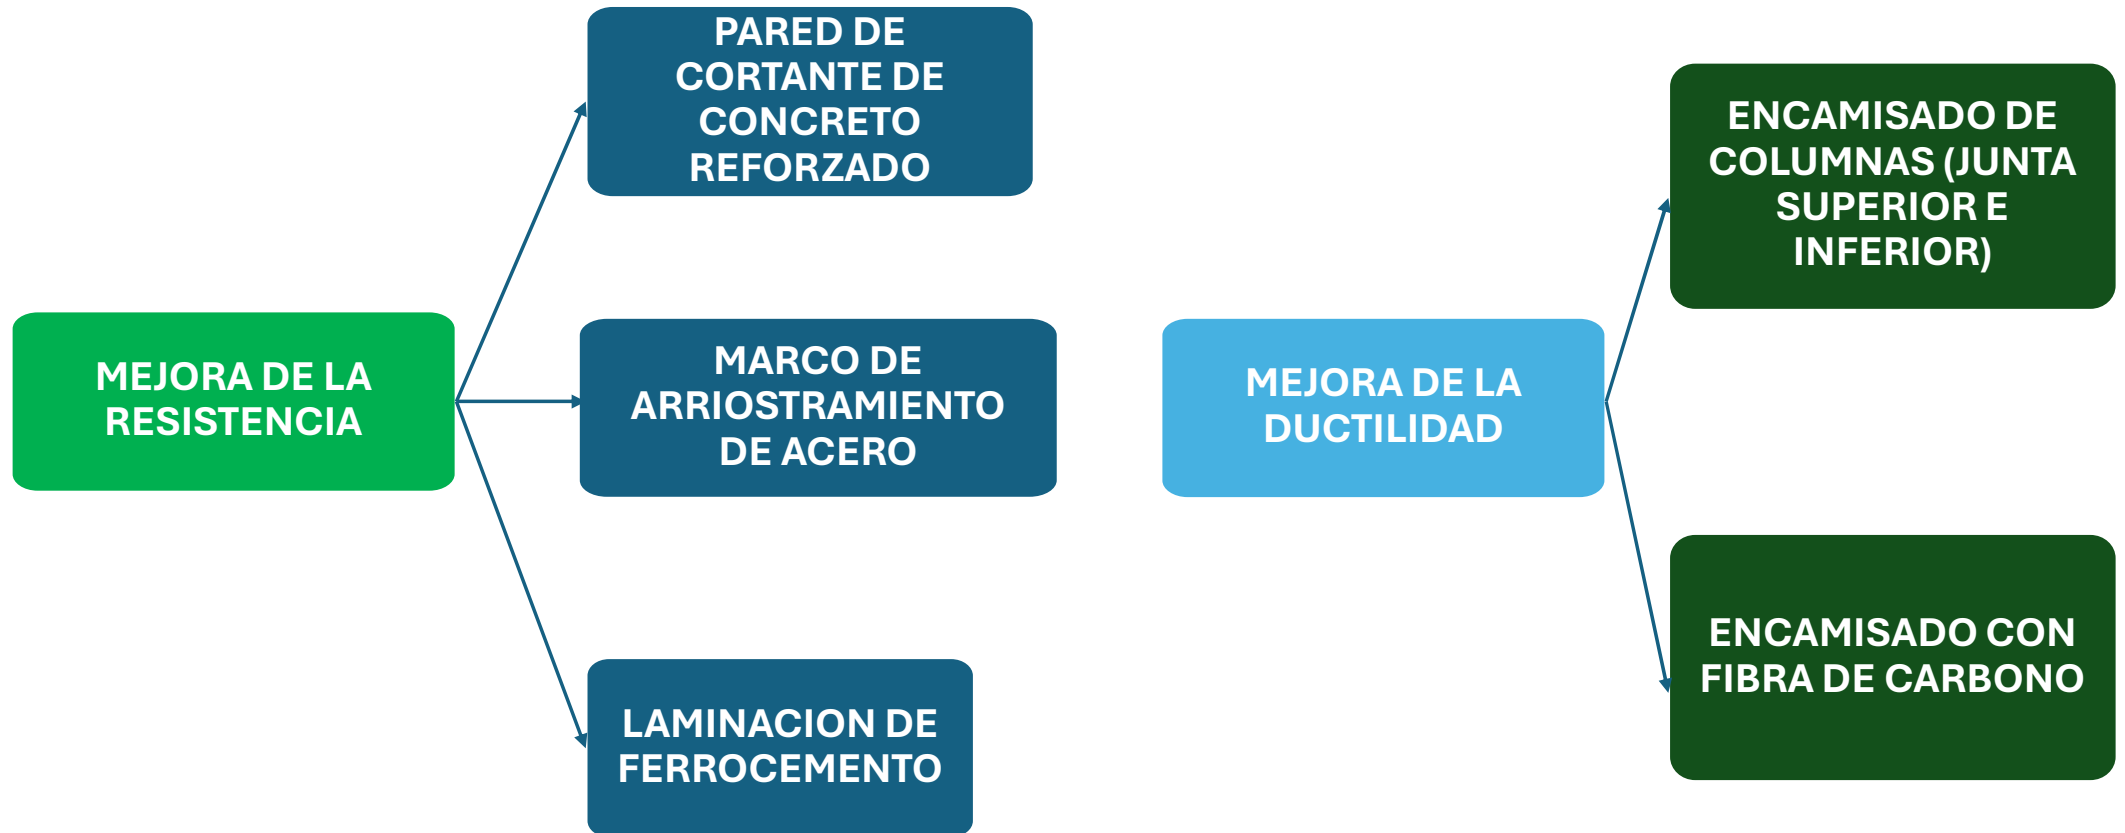 PARED DE
CORTANTE DE
CONCRETO
REFORZADO
MEJORA DE LA
RESISTENCIA
MARCO DE
ARRIOSTRAMIENTO
DE ACERO
LAMINACION DE
FERROCEMENTO
MEJORA DE LA
DUCTILIDAD
ENCAMISADO DE
COLUMNAS (JUNTA
SUPERIOR E
INFERIOR)
ENCAMISADO CON
FIBRA DE CARBONO